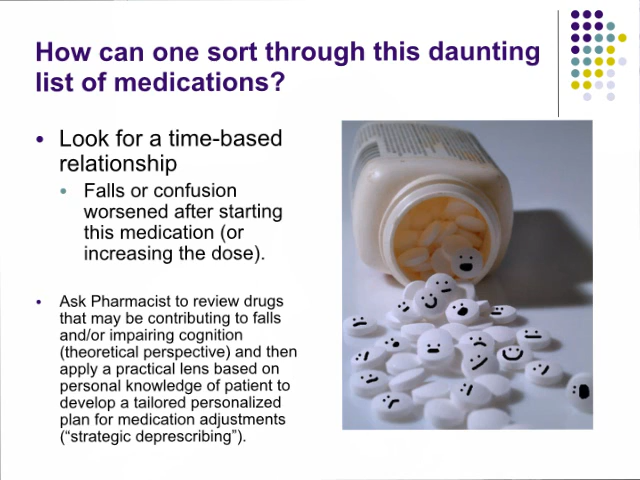 How can one sort through this daunting
list of medications?
• Look for a time-based
relationship
• Falls or confusion
worsened after starting
this medication (or
increasing the dose).
• Ask Pharmacist to review drugs
that may be contributing to falls
and/or impairing cognition
(theoretical perspective) and then
apply a practical lens based on
personal knowledge of patient to
develop a tailored personalized
plan for medication adjustments
(“strategic deprescribing”).